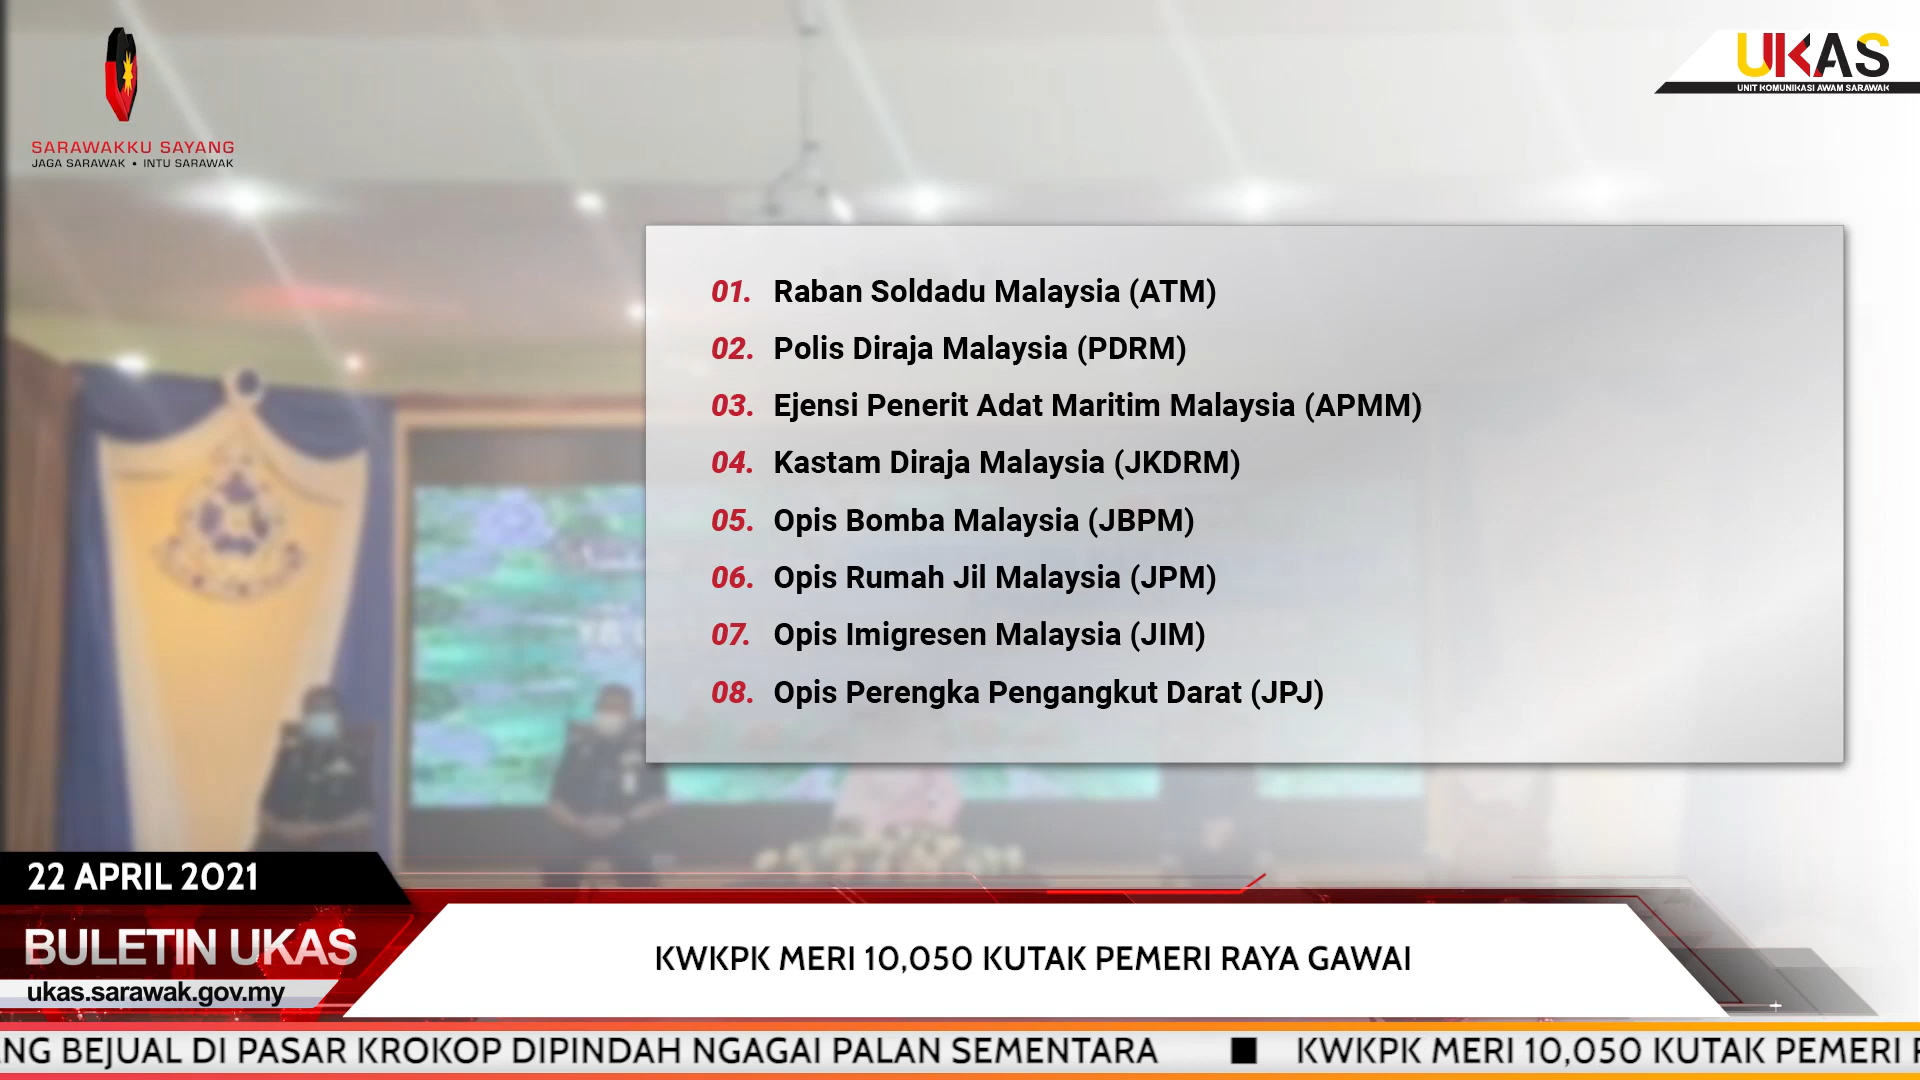 SARAWAKKU SAYANG
JAGA SARAWAK • INTU SARAWAK
UKAS
UNIT KOMUNIKASI AWAM SARAWAK
01. Raban Soldadu Malaysia (ATM)
02. Polis Diraja Malaysia (PDRM)
03. Ejensi Penerit Adat Maritim Malaysia (APMM)
04. Kastam Diraja Malaysia (JKDRM)
05. Opis Bomba Malaysia (JBPM)
06. Opis Rumah Jil Malaysia (JPM)
07. Opis Imigresen Malaysia (JIM)
08. Opis Perengka Pengangkut Darat (JPJ)
22 APRIL 2021
BULETIN UKAS
ukas.sarawak.gov.my
KWKPK MERI 10,050 KUTAK PEMERI RAYA GAWAI
NG BEJUAL DI PASAR KROKOP DIPINDAH NGAGAI PALAN SEMENTARA ■ KWKPK MERI 10,050 KUTAK PEMERI